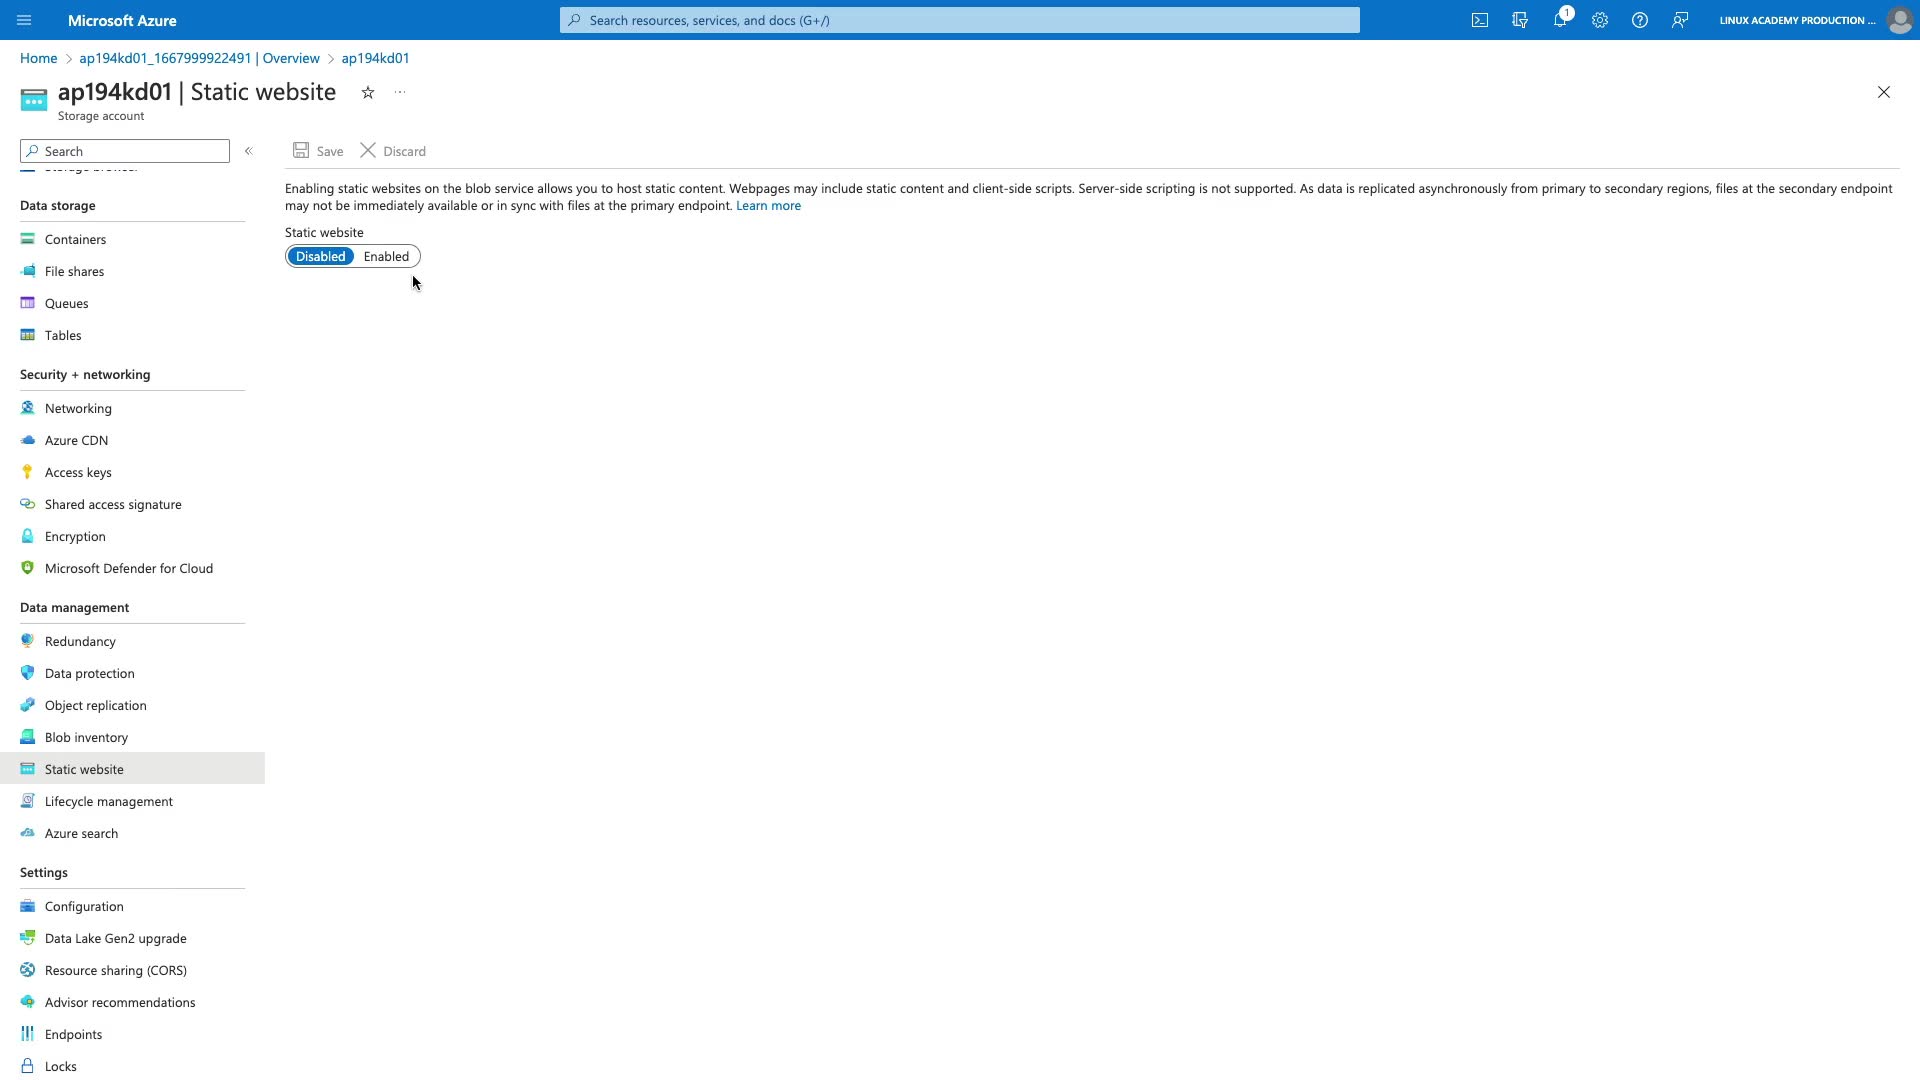 Microsoft Azure
Search resources, services, and docs (G+/)
1
LINUX ACADEMY PRODUCTION ...
Home > ap194kd01_1667999922491 | Overview > ap194kd01
ap194kd01 | Static website
Storage account
Search
Save
Discard
Storage browser
Enabling static websites on the blob service allows you to host static content. Webpages may include static content and client-side scripts. Server-side scripting is not supported. As data is replicated asynchronously from primary to secondary regions, files at the secondary endpoint
may not be immediately available or in sync with files at the primary endpoint. Learn more
Static website
Disabled
Enabled
Data storage
Containers
File shares
Queues
Tables
Security + networking
Networking
Azure CDN
Access keys
Shared access signature
Encryption
Microsoft Defender for Cloud
Data management
Redundancy
Data protection
Object replication
Blob inventory
Static website
Lifecycle management
Azure search
Settings
Configuration
Data Lake Gen2 upgrade
Resource sharing (CORS)
Advisor recommendations
Endpoints
Locks